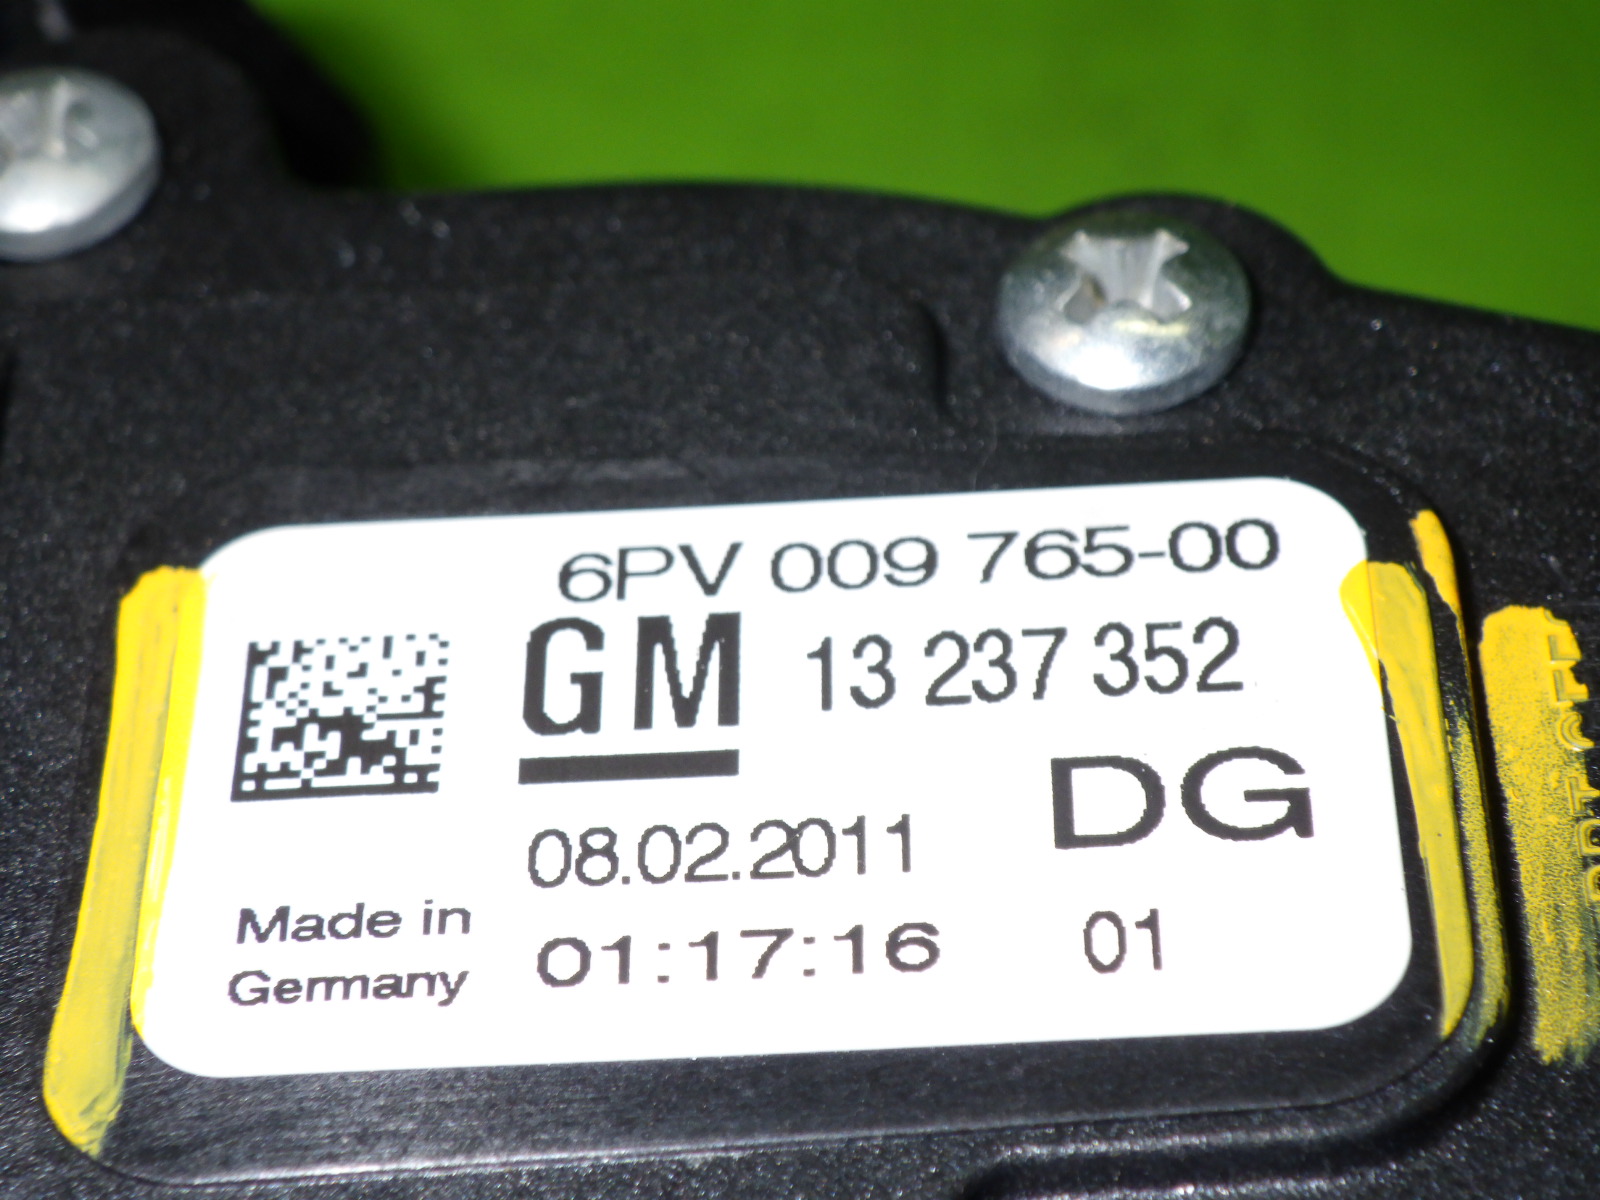 6PV 009 765-00
GM 13 237 352
DG
08.02.2011
Made in
Germany
01:17:16 01